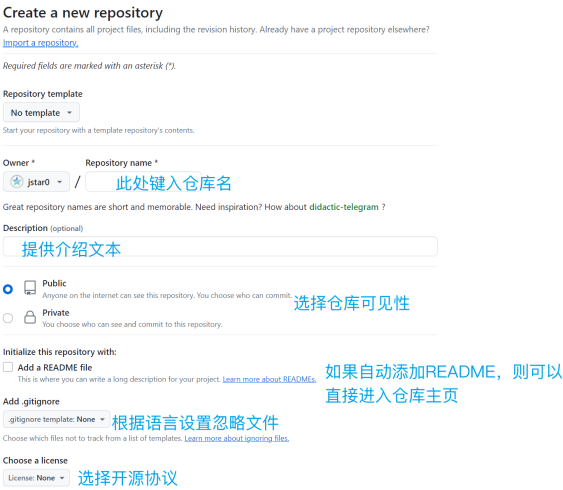 Create a new repository
A repository contains all project files, including the revision history. Already have a project repository elsewhere?
Import a repository.
Required fields are marked with an asterisk (*).
Repository template
No template
Start your repository with a template repository's contents.
Owner *
Repository name *
jstar0
/
此处键入仓库名
Great repository names are short and memorable. Need inspiration? How about didactic-telegram ?
Description (optional)
提供介绍文本
Public
Anyone on the internet can see this repository. You choose who can commit.
选择仓库可见性
Private
You choose who can see and commit to this repository.
Initialize this repository with:
Add a README file
This is where you can write a long description for your project. Learn more about READMEs.
如果自动添加README，则可以
直接进入仓库主页
Add .gitignore
.gitignore template: None
根据语言设置忽略文件
Choose which files not to track from a list of templates. Learn more about ignoring files.
Choose a license
License: None
选择开源协议